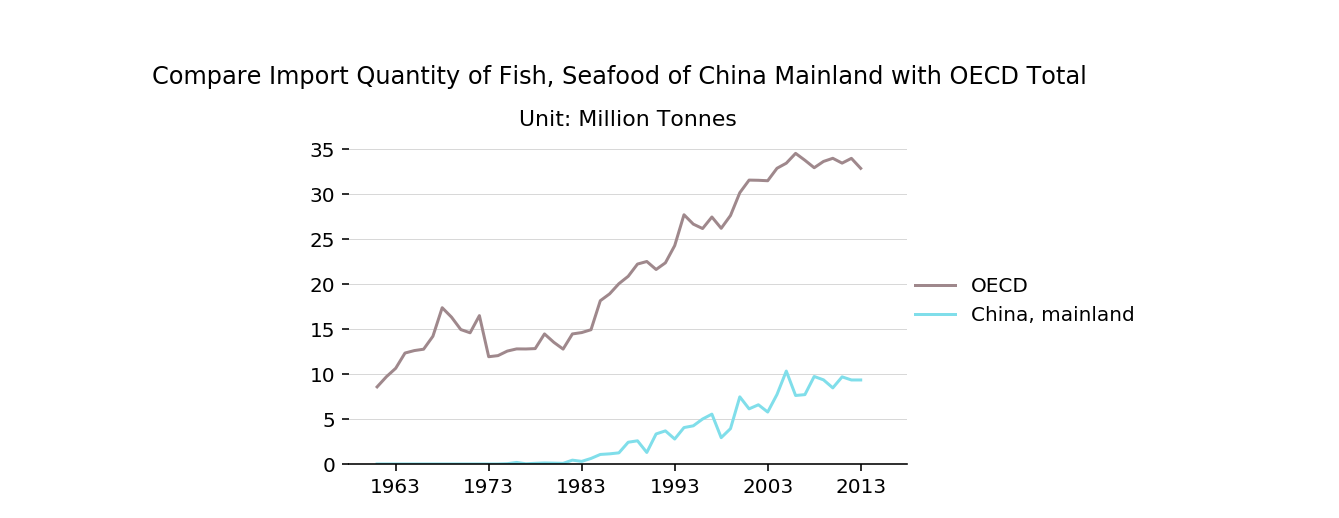 Compare Import Quantity of Fish, Seafood of China Mainland with OECD Total
Unit: Million Tonnes
35
30
25
20
15
10
5
0
1963 1973 1983 1993 2003 2013
OECD
China, mainland